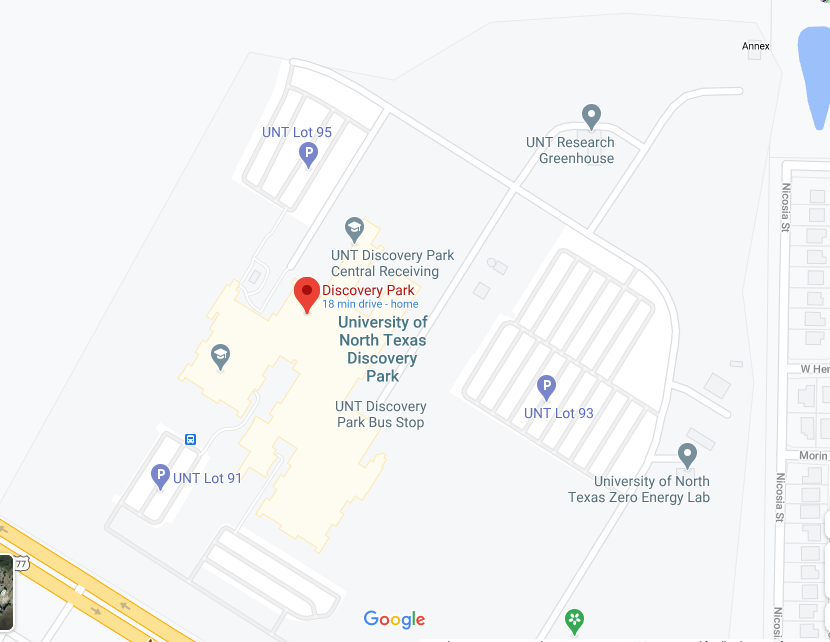 Annex
UNT Lot 95
P
UNT Research
Greenhouse
Nicosia St
UNT Discovery Park
Central Receiving
Discovery Park
18 min drive - home
University of
North Texas
Discovery
Park
P
UNT Lot 93
W Her
UNT Discovery
Park Bus Stop
Morin
P
UNT Lot 91
University of North
Texas Zero Energy Lab
Nicosia St
77
Google
Nicosia